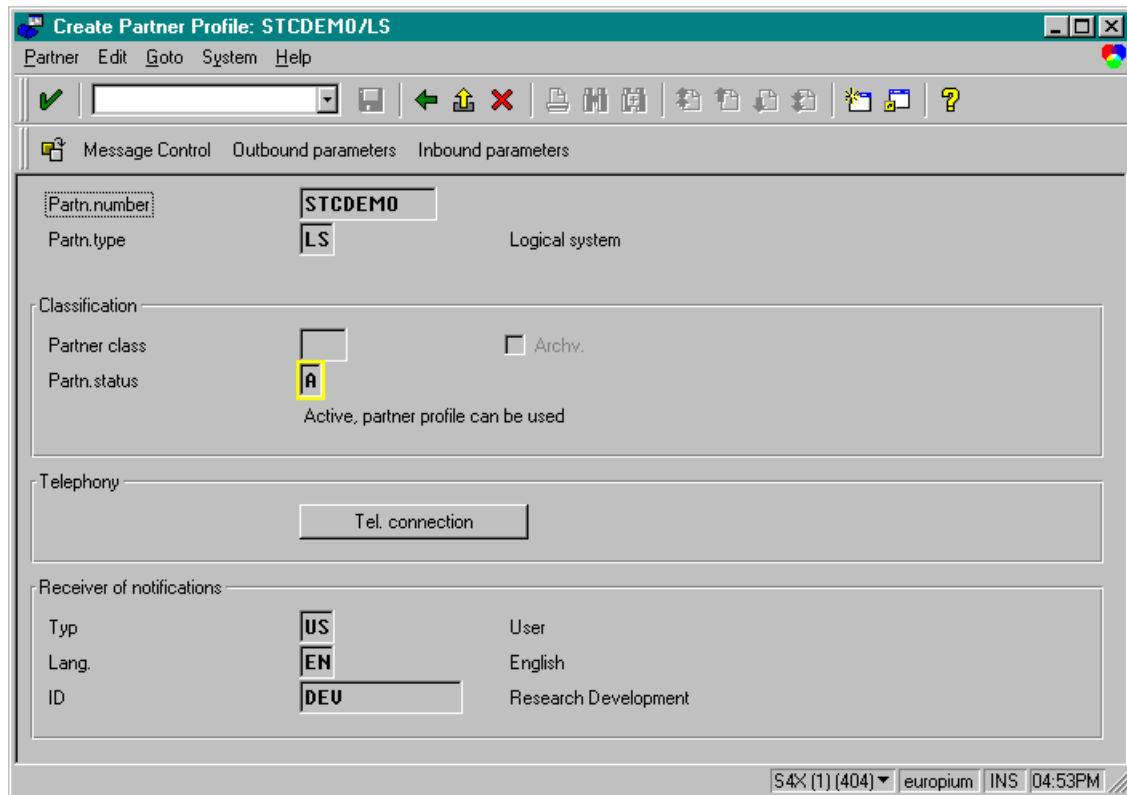 Create Partner Profile: STCDEMO/LS
Partner Edit Goto System Help
Message Control Outbound parameters Inbound parameters
Partn.number STCDEMO
Partn.type LS Logical system
Classification
Partner class Archv.
Partn.status A
Active, partner profile can be used
Telephony
Tel. connection
Receiver of notifications
Typ US User
Lang. EN English
ID DEV Research Development
S4X (1) (404) europium INS 04:53PM